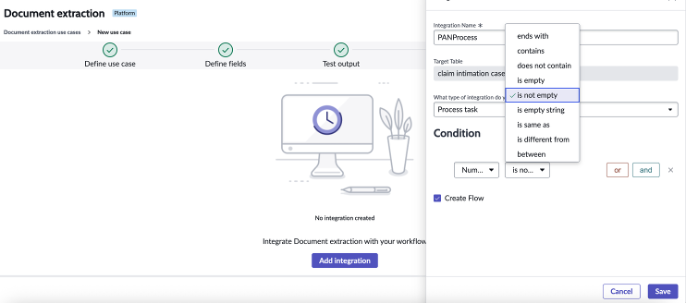 Document extraction Platform
Document extraction use cases > New use case
Define use case
Define fields
Test output
No integration created
Integrate Document extraction with your workflow
Add integration
Integration Name *
PANProcess
Target Table
claim intimation case
What type of integration do y
Process task
ends with
contains
does not contain
is empty
is not empty
is empty string
is same as
is different from
between
Condition
Num...
is no...
or
and
Create Flow
Cancel
Save